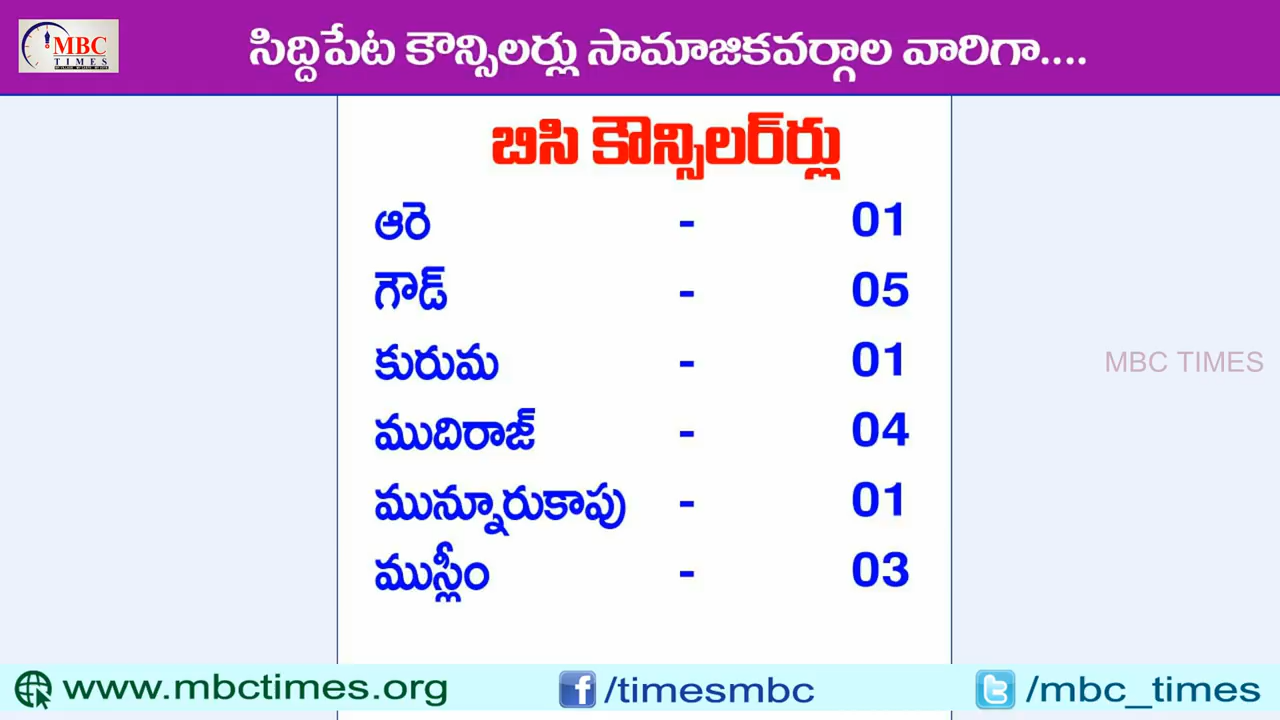 MBC
TIMES
సిద్దిపేట కౌన్సిలర్లు సామాజికవర్గాల వారిగా....
బిసి కౌన్సిలర్‌ర్లు
ఆరె - 01
గౌడ్ - 05
కురుమ - 01
ముదిరాజ్ - 04
మున్నూరుకాపు - 01
ముస్లీం - 03
MBC TIMES
www.mbctimes.org
/timesmbc
/mbc_times